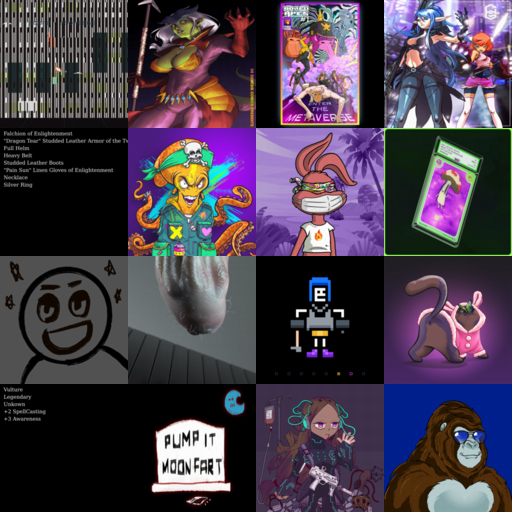 ENTER
THE
METAVERSE
Falchion of Enlightenment
"Dragon Tear" Studded Leather Armor of the Tw
Full Helm
Heavy Belt
Studded Leather Boots
"Pain Sun" Linen Gloves of Enlightenment
Necklace
Silver Ring
Vulture
Legendary
Unkown
+2 SpellCasting
+3 Awareness
PUMP IT
MOONFART